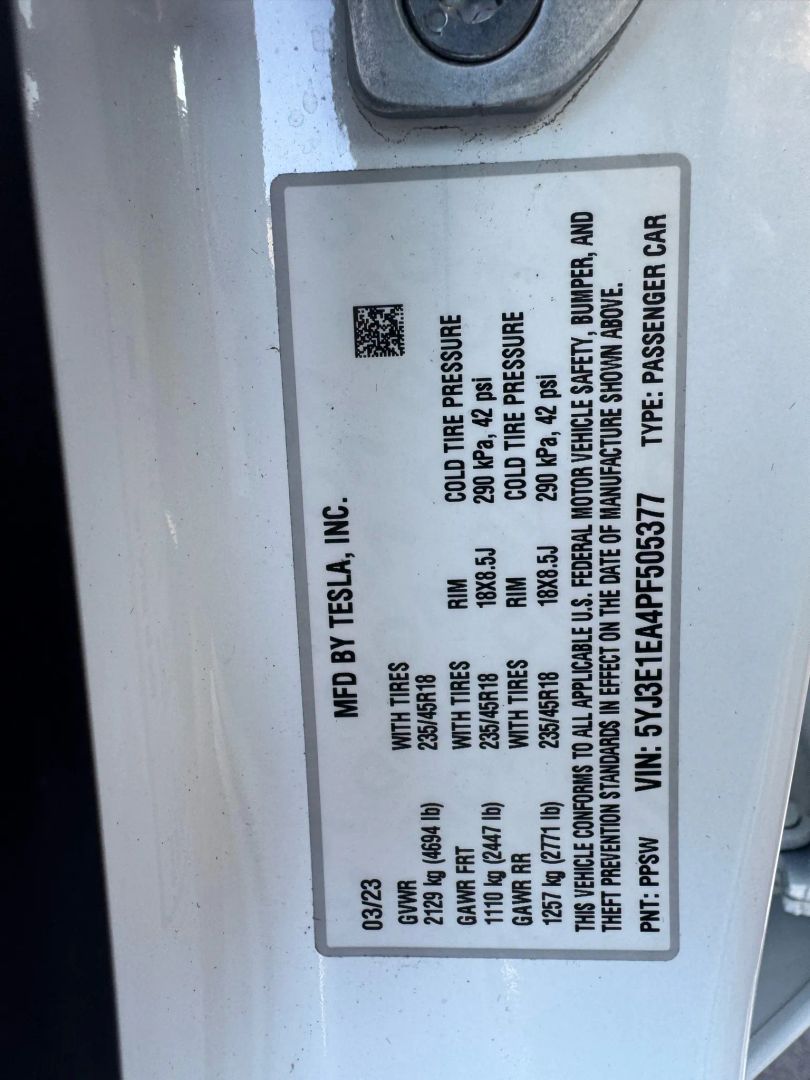 MFD BY TESLA, INC.
03/23
GVWR WITH TIRES
2129 kg (4694 lb) 235/45R18
GAWR FRT WITH TIRES RIM COLD TIRE PRESSURE
1110 kg (2447 lb) 235/45R18 18X8.5J 290 kPa, 42 psi
GAWR RR WITH TIRES RIM COLD TIRE PRESSURE
1257 kg (2771 lb) 235/45R18 18X8.5J 290 kPa, 42 psi
THIS VEHICLE CONFORMS TO ALL APPLICABLE U.S. FEDERAL MOTOR VEHICLE SAFETY, BUMPER, AND
THEFT PREVENTION STANDARDS IN EFFECT ON THE DATE OF MANUFACTURE SHOWN ABOVE.
PNT: PPSW VIN: 5YJ3E1EA4PF505377 TYPE: PASSENGER CAR